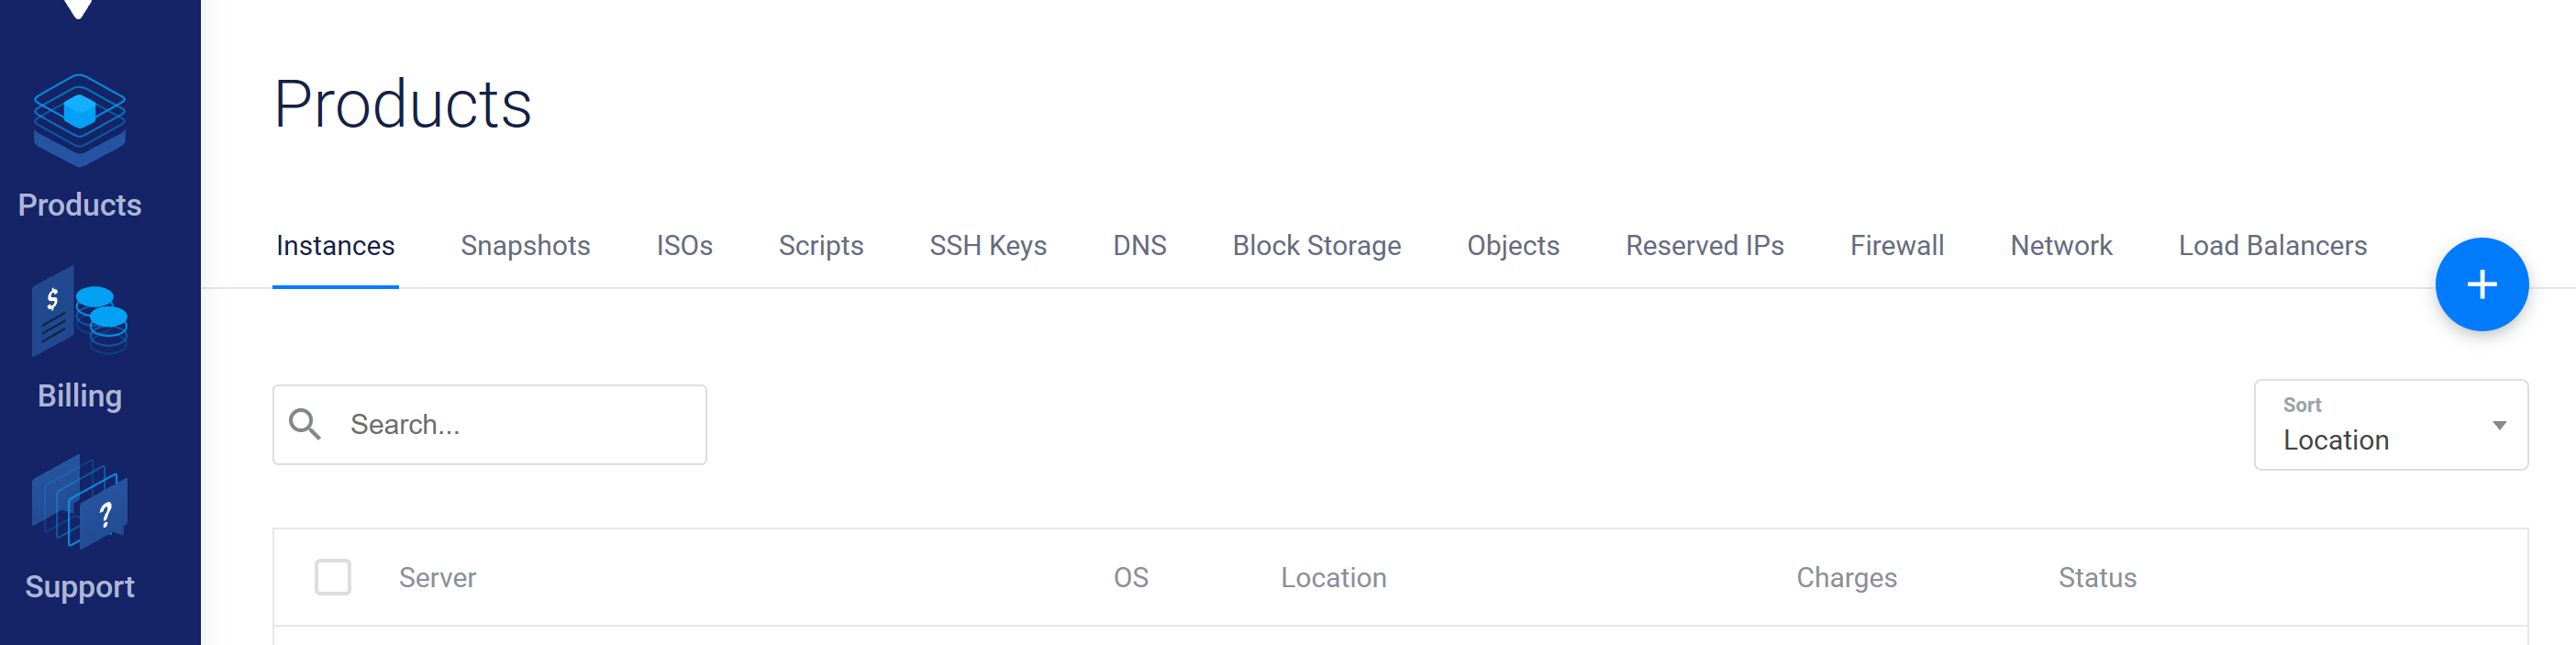 Products
Billing
Support
Products
Instances Snapshots ISOs Scripts SSH Keys DNS Block Storage Objects Reserved IPs Firewall Network Load Balancers
+
Search...
Sort
Location
Server OS Location Charges Status